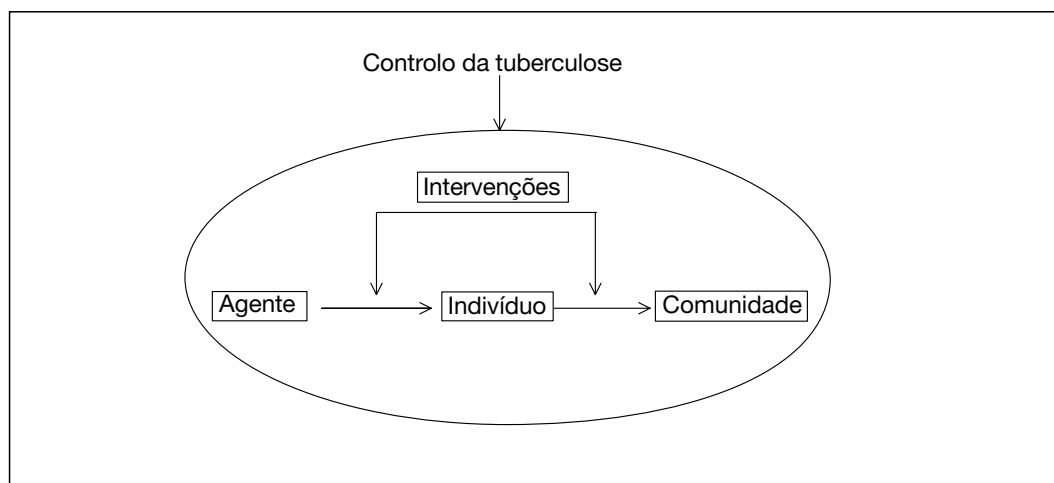 Controlo da tuberculose
Intervenções
Agente
Indivíduo
Comunidade